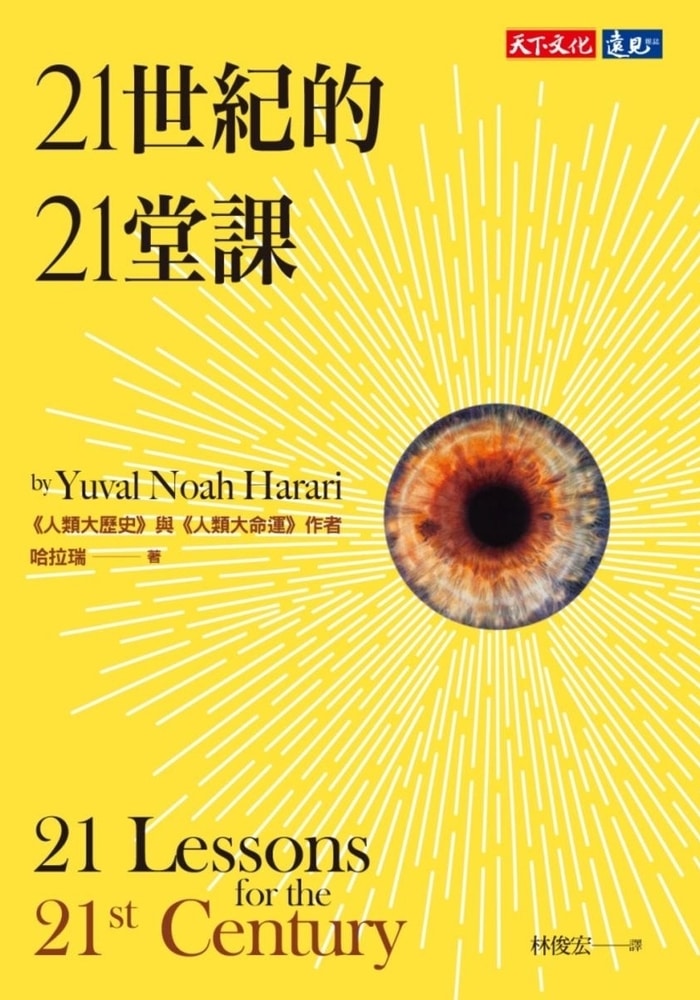 天下文化 遠見雜誌
21世紀的
21堂課
by Yuval Noah Harari
《人類大歷史》與《人類大命運》作者
哈拉瑞——著
21 Lessons
for the
21st Century
林俊宏——譯